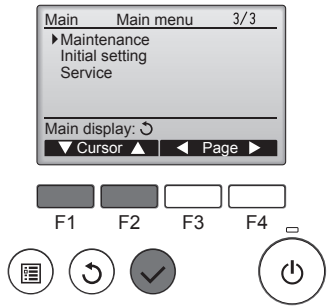 Main Main menu 3/3
Maintenance
Initial setting
Service
Main display:
Cursor Page
F1 F2 F3 F4